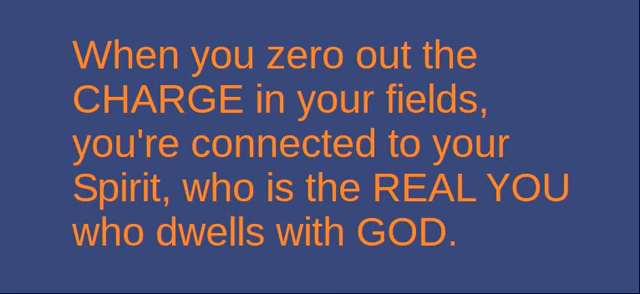 When you zero out the
CHARGE in your fields,
you're connected to your
Spirit, who is the REAL YOU
who dwells with GOD.